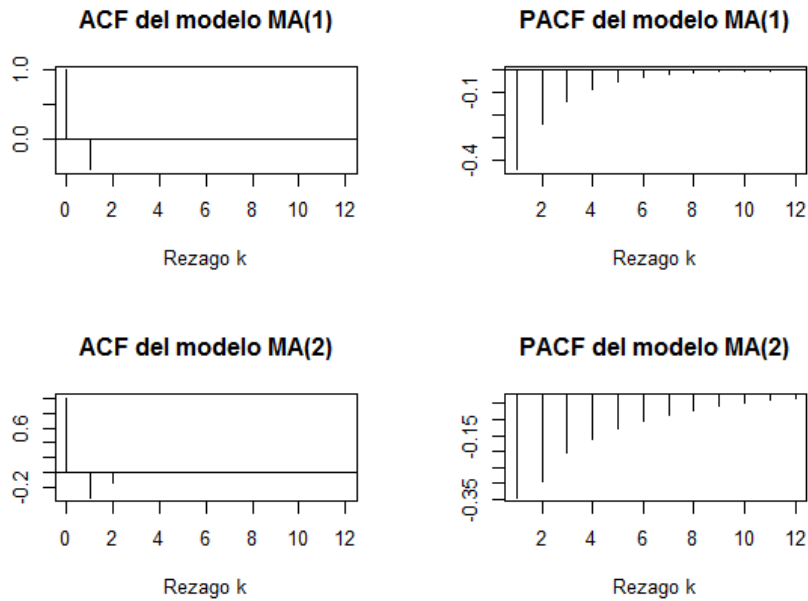 ACF del modelo MA(1)
1.0
0.0
0 2 4 6 8 10 12
Rezago k
PACF del modelo MA(1)
-0.1
-0.4
2 4 6 8 10 12
Rezago k
ACF del modelo MA(2)
0.6
-0.2
0 2 4 6 8 10 12
Rezago k
PACF del modelo MA(2)
-0.15
-0.35
2 4 6 8 10 12
Rezago k